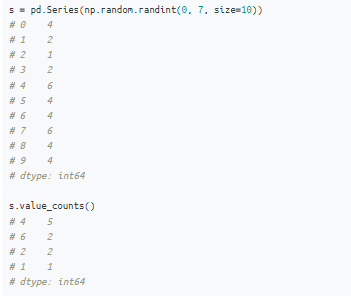 s = pd.Series(np.random.randint(0, 7, size=10))
# 0    4
# 1    2
# 2    1
# 3    2
# 4    6
# 5    4
# 6    4
# 7    6
# 8    4
# 9    4
# dtype: int64

s.value_counts()
# 4    5
# 6    2
# 2    2
# 1    1
# dtype: int64